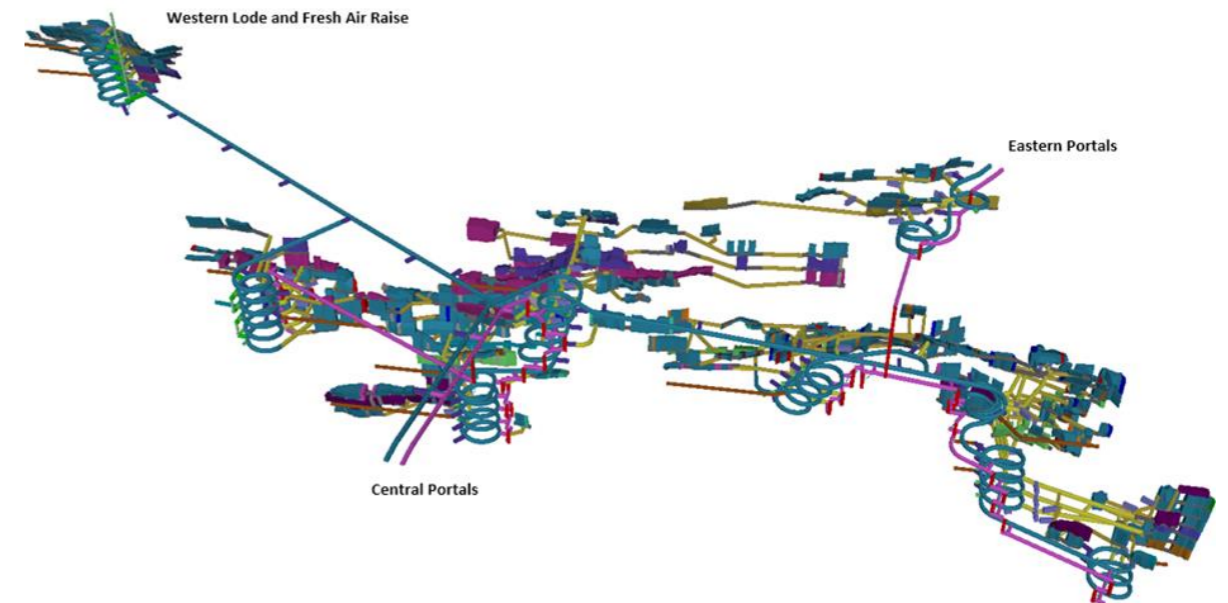 Western Lode and Fresh Air Raise
Eastern Portals
Central Portals